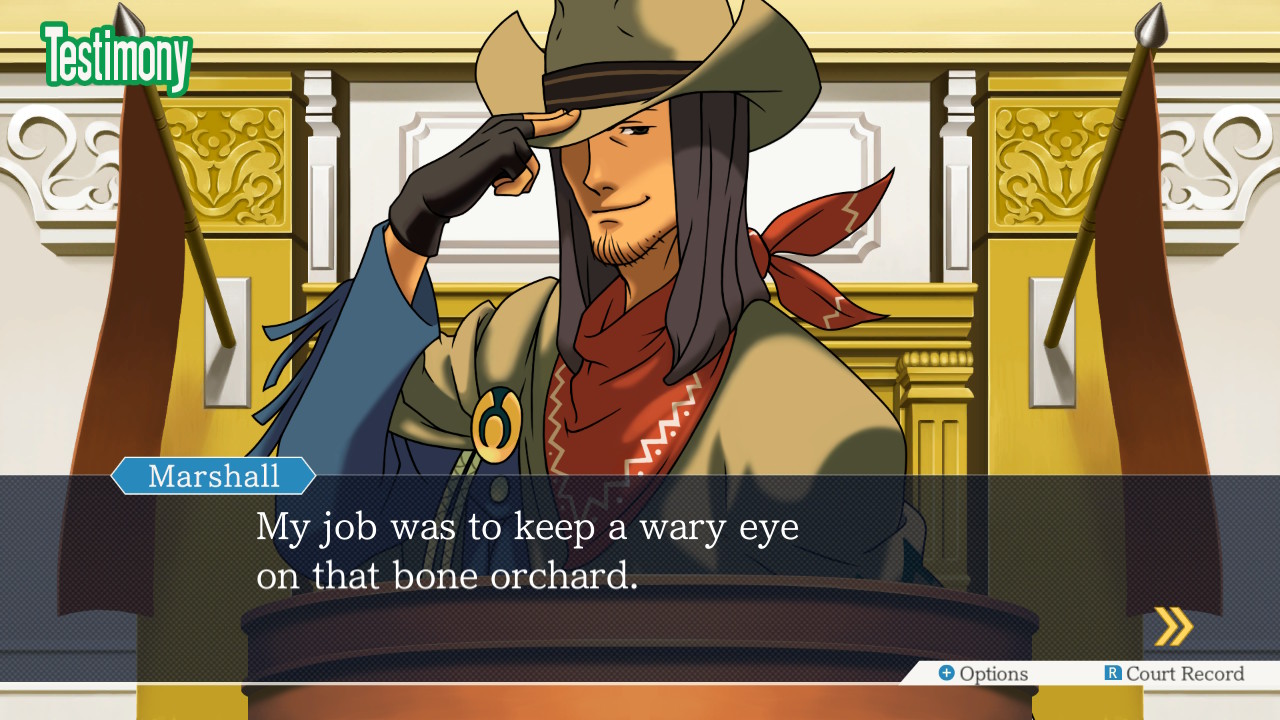 Testimony
Marshall
My job was to keep a wary eye
on that bone orchard.
+ Options
R Court Record